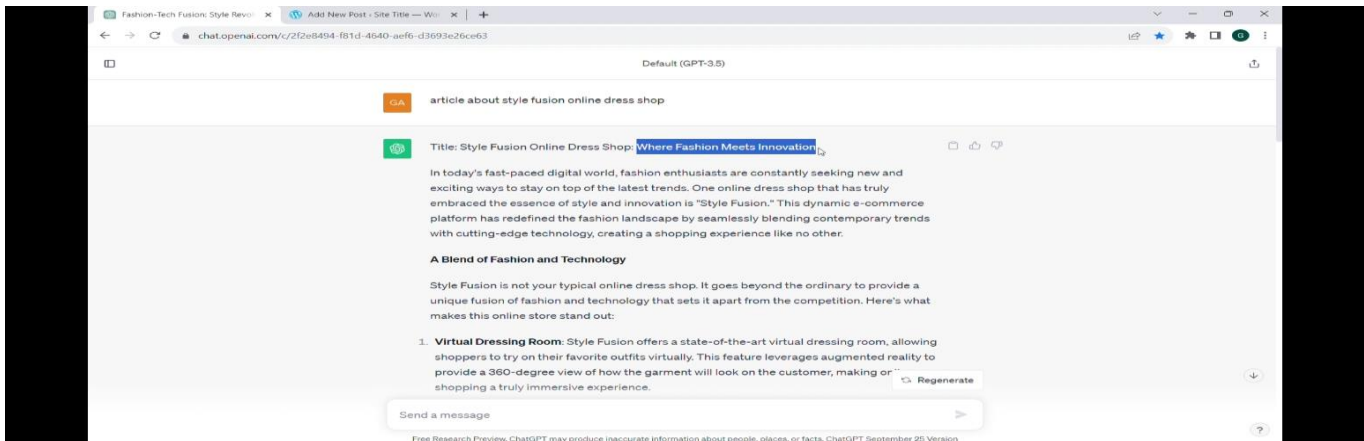 Fashion-Tech Fusion: Style Revol
Add New Post - Site Title — Wor
chat.openai.com/c/2f2e8494-f81d-4640-aef6-d3693e26ce63
G
Default (GPT-3.5)
GA
article about style fusion online dress shop
Title: Style Fusion Online Dress Shop: Where Fashion Meets Innovation
In today's fast-paced digital world, fashion enthusiasts are constantly seeking new and
exciting ways to stay on top of the latest trends. One online dress shop that has truly
embraced the essence of style and innovation is "Style Fusion." This dynamic e-commerce
platform has redefined the fashion landscape by seamlessly blending contemporary trends
with cutting-edge technology, creating a shopping experience like no other.
A Blend of Fashion and Technology
Style Fusion is not your typical online dress shop. It goes beyond the ordinary to provide a
unique fusion of fashion and technology that sets it apart from the competition. Here's what
makes this online store stand out:
1. Virtual Dressing Room: Style Fusion offers a state-of-the-art virtual dressing room, allowing
shoppers to try on their favorite outfits virtually. This feature leverages augmented reality to
provide a 360-degree view of how the garment will look on the customer, making
shopping a truly immersive experience.
Regenerate
Send a message
Free Research Preview. ChatGPT may produce inaccurate information about people, places, or facts. ChatGPT September 25 Version
?